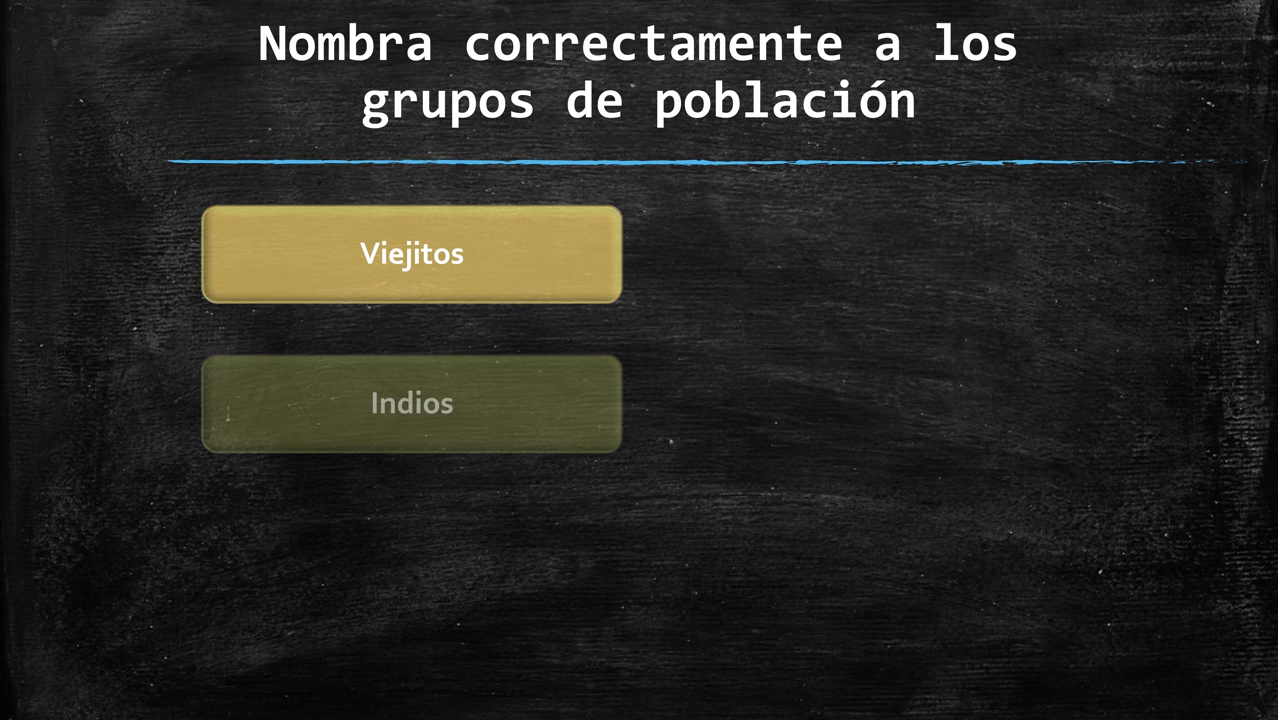 Nombra correctamente a los
grupos de población
Viejitos
Indios